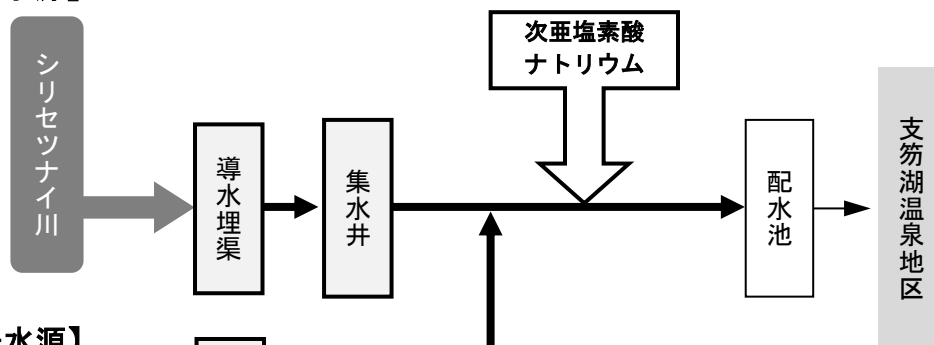 シリセツナイ川
導水埋渠
集水井
次亜塩素酸
ナトリウム
配水池
支笏湖温泉地区
水源】